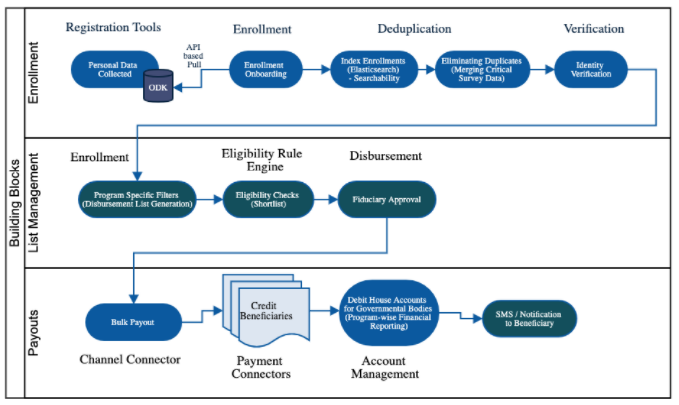 Building Blocks
Enrollment
Registration Tools
Enrollment
Deduplication
Verification
Personal Data
Collected
ODK
API
based
Pull
Enrollment
Onboarding
Index Enrollments
(Elasticsearch)
- Searchability
Eliminating Duplicates
(Merging Critical
Survey Data)
Identity
Verification
List Management
Enrollment
Eligibility Rule
Engine
Disbursement
Program Specific Filters
(Disbursement List Generation)
Eligibility Checks
(Shortlist)
Fiduciary Approval
Payouts
Bulk Payout
Credit
Beneficiaries
Debit House Accounts
for Governmental Bodies
(Program-wise Financial
Reporting)
SMS / Notification
to Beneficiary
Channel Connector
Payment
Connectors
Account
Management